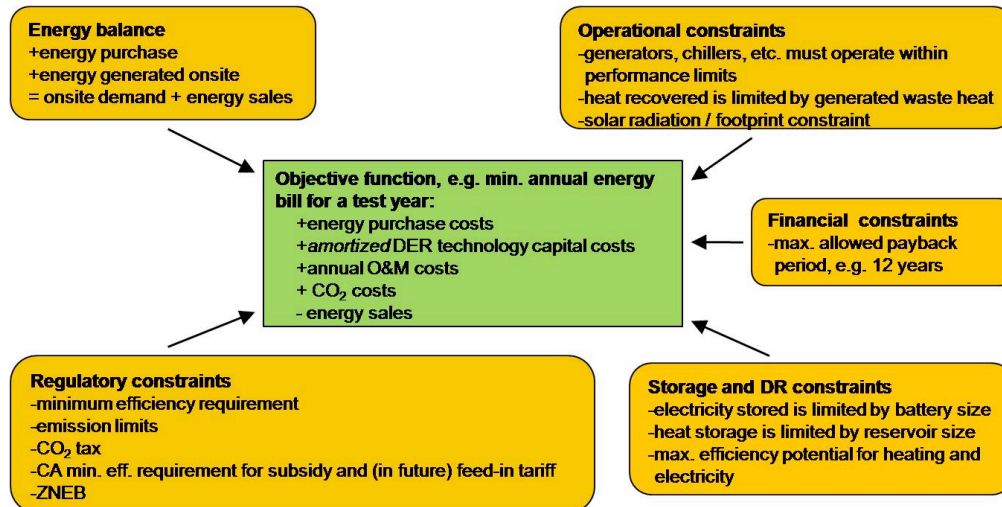 Energy balance
+energy purchase
+energy generated onsite
= onsite demand + energy sales
Operational constraints
-generators, chillers, etc. must operate within
performance limits
-heat recovered is limited by generated waste heat
-solar radiation / footprint constraint
Objective function, e.g. min. annual energy
bill for a test year:
+energy purchase costs
+amortized DER technology capital costs
+annual O&M costs
+ CO₂ costs
- energy sales
Financial constraints
-max. allowed payback
period, e.g. 12 years
Regulatory constraints
-minimum efficiency requirement
-emission limits
-CO₂ tax
-CA min. eff. requirement for subsidy and (in future) feed-in tariff
-ZNEB
Storage and DR constraints
-electricity stored is limited by battery size
-heat storage is limited by reservoir size
-max. efficiency potential for heating and
electricity